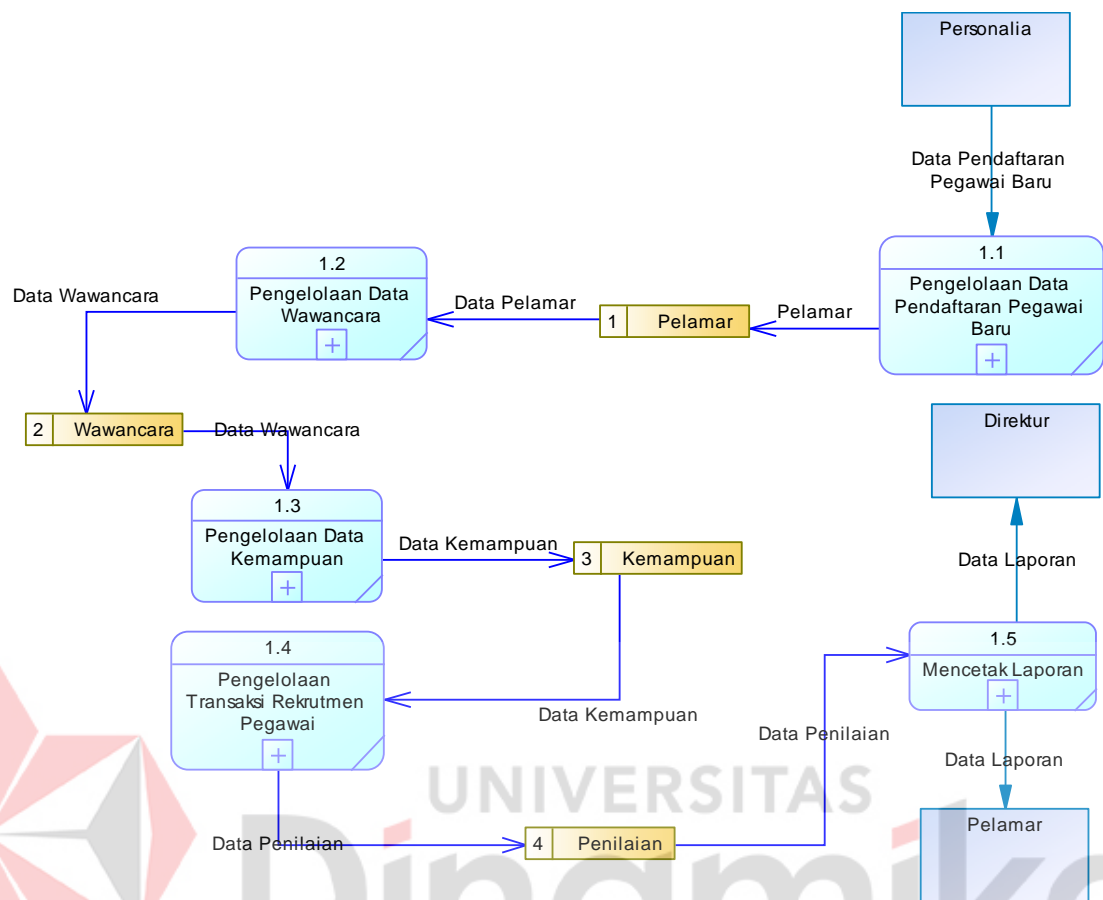 Personalia
Data Pendaftaran
Pegawai Baru
1.1
Pengelolaan Data
Pendaftaran Pegawai
Baru
Pelamar
1 Pelamar
Data Pelamar
1.2
Pengelolaan Data
Wawancara
Data Wawancara
2 Wawancara
Data Wawancara
1.3
Pengelolaan Data
Kemampuan
Data Kemampuan
3 Kemampuan
Data Kemampuan
1.4
Pengelolaan
Transaksi Rekrutmen
Pegawai
Data Penilaian
4 Penilaian
Data Penilaian
1.5
Mencetak Laporan
Data Laporan
Direktur
Data Laporan
Pelamar
UNIVERSITAS
Dinamika